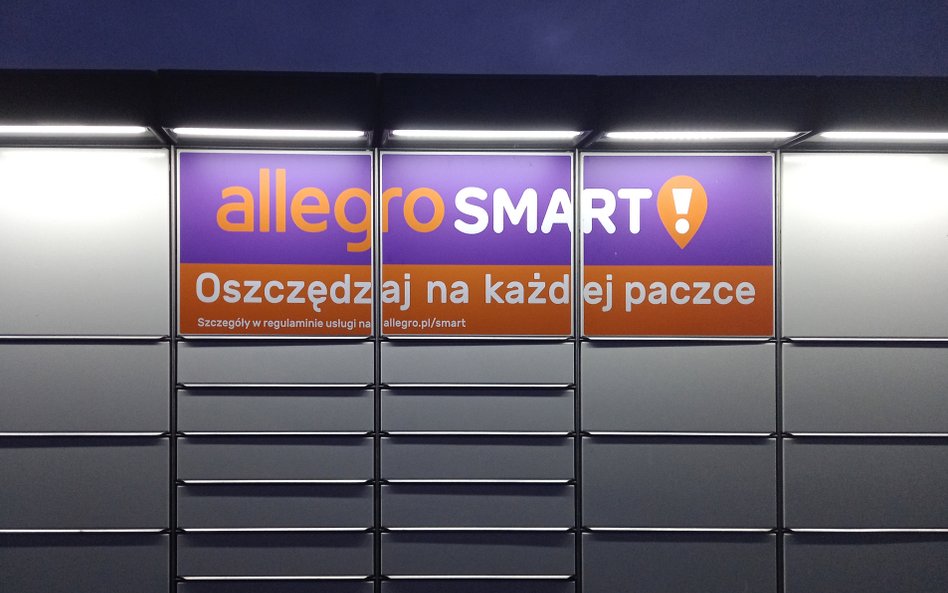 allegro SMART!
Oszczędzaj na każdej paczce
Szczegóły w regulaminie usługi na allegro.pl/smart